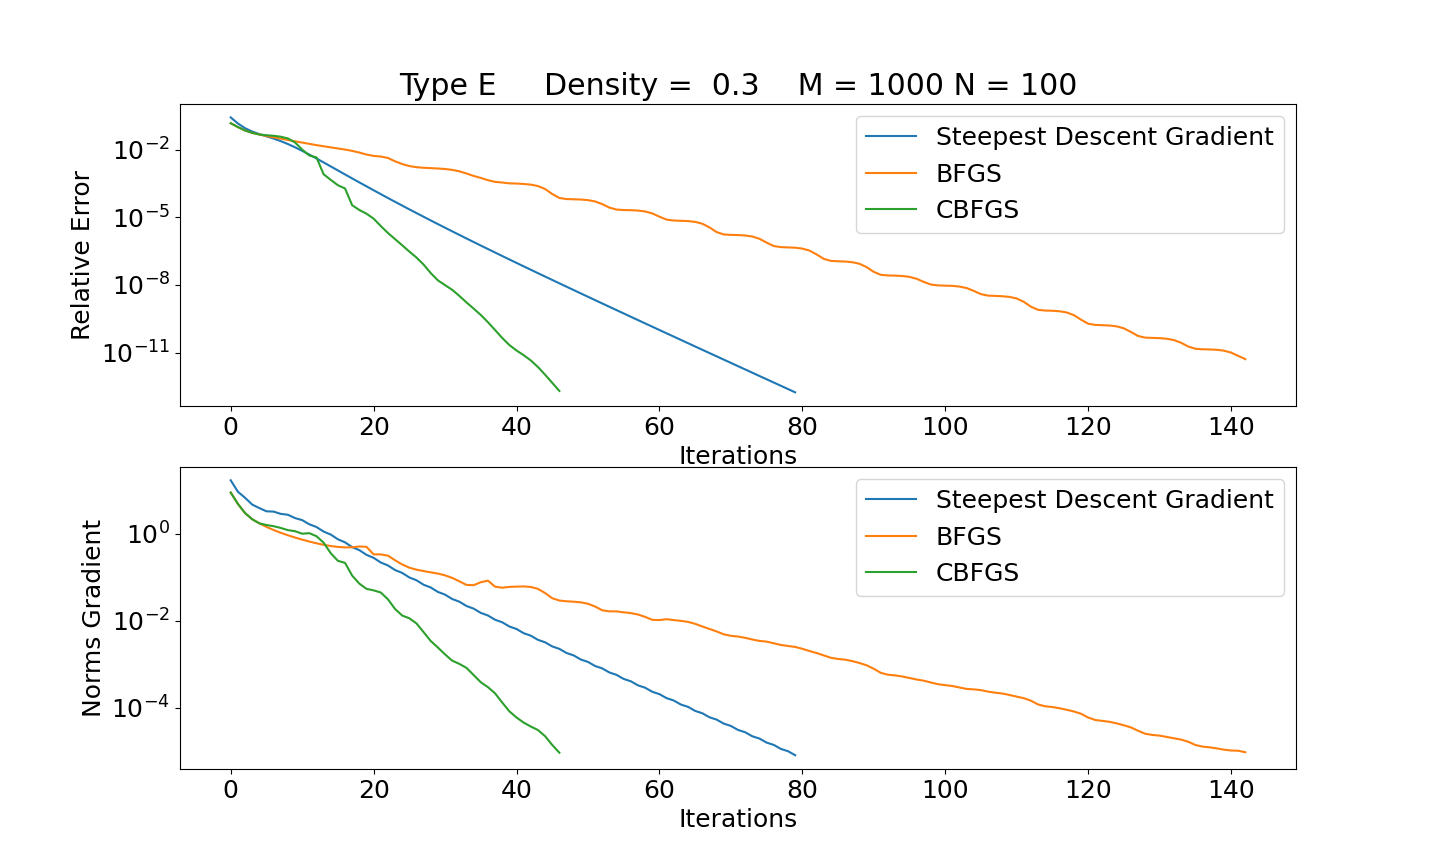 Type E Density = 0.3 M = 1000 N = 100
Relative Error
10⁻²
10⁻⁵
10⁻⁸
10⁻¹¹
Steepest Descent Gradient
BFGS
CBFGS
0 20 40 60 80 100 120 140
Iterations
Norms Gradient
10⁰
10⁻²
10⁻⁴
Steepest Descent Gradient
BFGS
CBFGS
0 20 40 60 80 100 120 140
Iterations